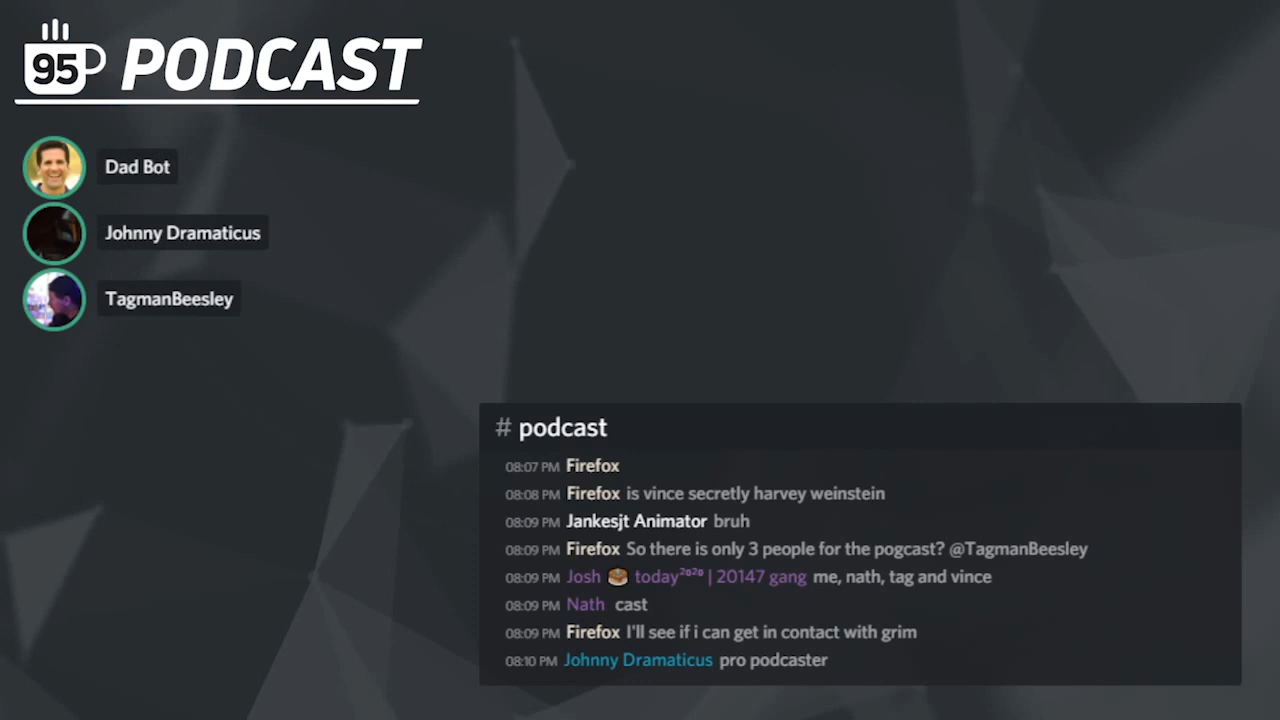 95 PODCAST
Dad Bot
Johnny Dramaticus
TagmanBeesley
# podcast
08:07 PM Firefox
08:08 PM Firefox is vince secretly harvey weinstein
08:09 PM Jankesjt Animator bruh
08:09 PM Firefox So there is only 3 people for the pogcast? @TagmanBeesley
08:09 PM Josh 🥞 today²⁰²⁰ | 20147 gang me, nath, tag and vince
08:09 PM Nath cast
08:09 PM Firefox I'll see if i can get in contact with grim
08:10 PM Johnny Dramaticus pro podcaster